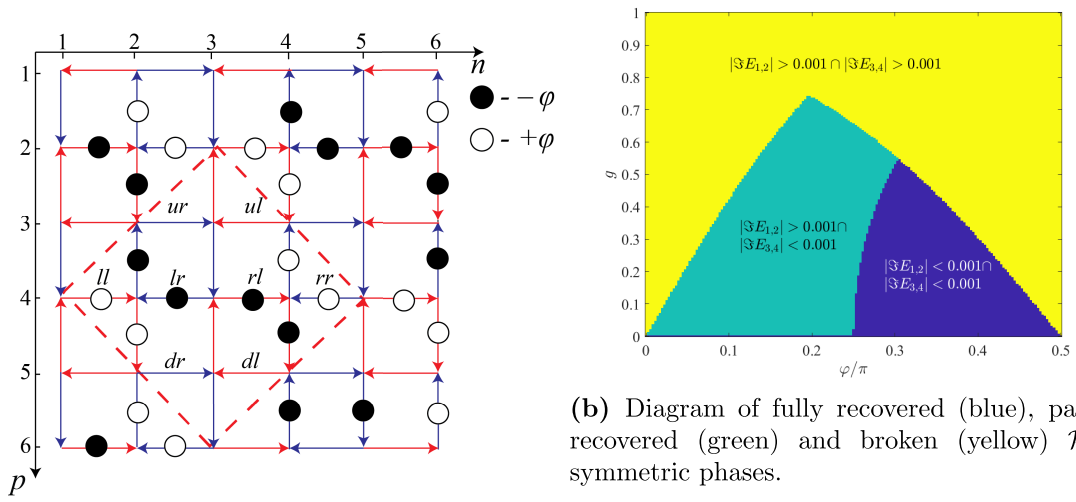 1 2 3 4 5 6
n
1
2
3
4
5
6
p
- −φ
- +φ
ur ul
ll lr rl rr
dr dl
1
0.9
0.8
0.7
0.6
0.5
0.4
0.3
0.2
0.1
0
g
|ℑE1,2| > 0.001 ∩ |ℑE3,4| > 0.001
|ℑE1,2| > 0.001∩
|ℑE3,4| < 0.001
|ℑE1,2| < 0.001∩
|ℑE3,4| < 0.001
0 0.1 0.2 0.3 0.4 0.5
φ/π
(b) Diagram of fully recovered (blue), pa
recovered (green) and broken (yellow)
symmetric phases.